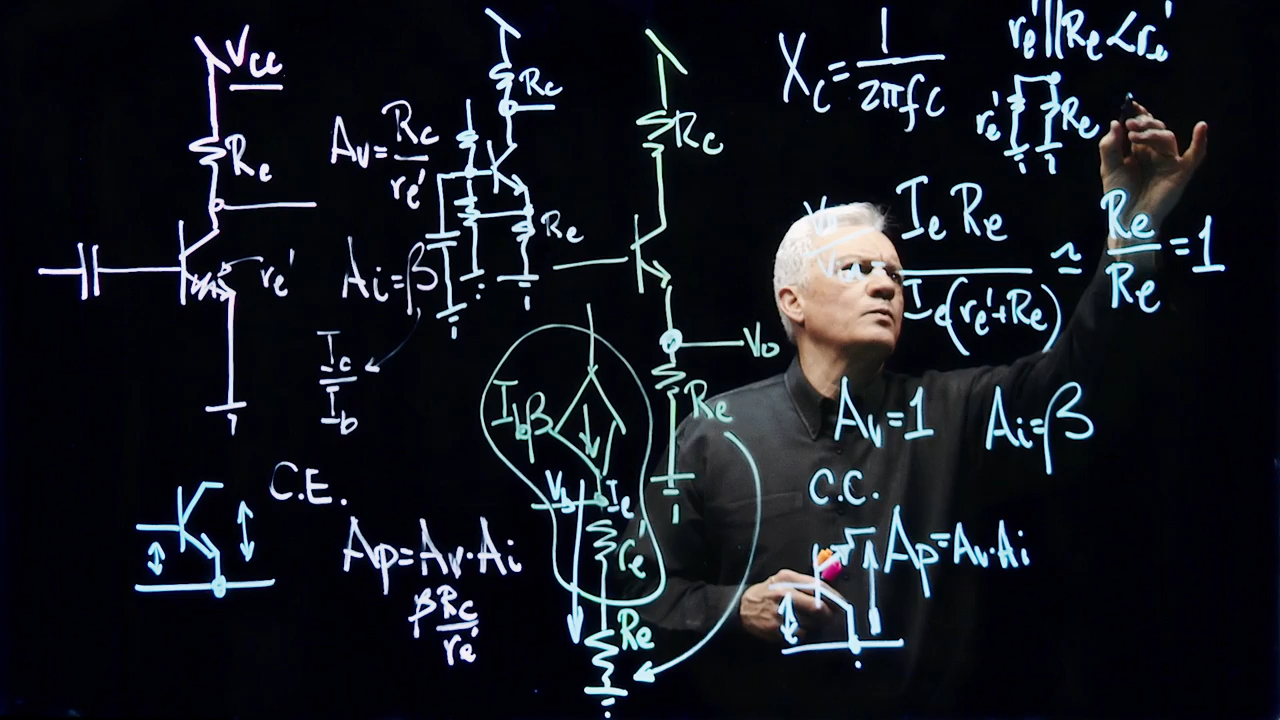 Vcc
Re
re'
C.E.
Av=Rc/re'
Ai=β
Ic/Ib
Rc
Re
Ap=Av·Ai
βRc/re'
Rc
Vo
Re
Ibβ
Vb
Ie
re'
Re
Xc=1/2πfc
re'||Re<re'
re'
Re
IeRe/Ie(re'+Re)≃Re/Re=1
Av=1
Ai=β
C.C.
Ap=Av·Ai